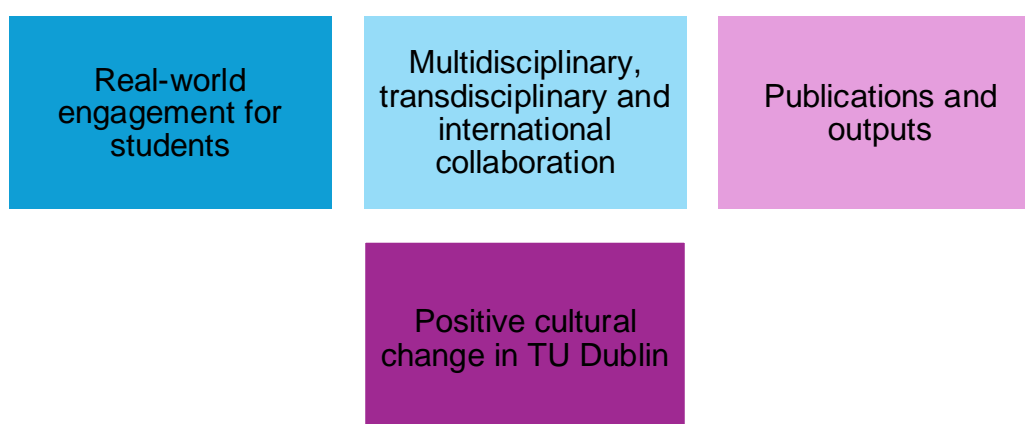 Real-world
engagement for
students
Multidisciplinary,
transdisciplinary and
international
collaboration
Publications and
outputs
Positive cultural
change in TU Dublin